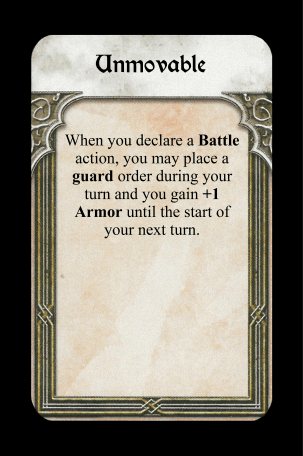 Unmovable
When you declare a Battle
action, you may place a
guard order during your
turn and you gain +1
Armor until the start of
your next turn.